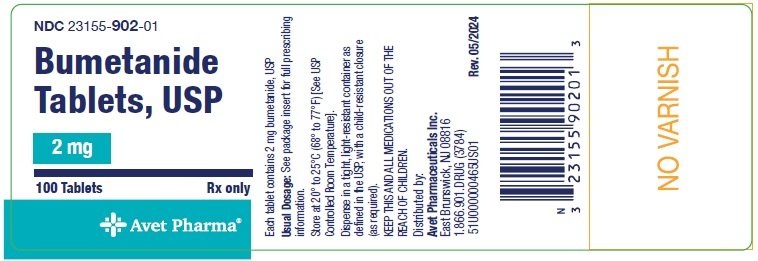 NDC 23155-902-01
Bumetanide
Tablets, USP
2 mg
100 Tablets Rx only
Avet Pharma®
Each tablet contains 2 mg bumetanide, USP
Usual Dosage: See package insert for full prescribing
information.
Store at 20° to 25°C (68° to 77°F) [See USP
Controlled Room Temperature].
Dispense in a tight, light-resistant container as
defined in the USP, with a child-resistant closure
(as required).
KEEP THIS AND ALL MEDICATIONS OUT OF THE
REACH OF CHILDREN.
Distributed by:
Avet Pharmaceuticals Inc.
East Brunswick, NJ 08816
1.866.901.DRUG (3784)
51U000000465US01
Rev. 05/2024
N
3 23155 90201 3
NO VARNISH